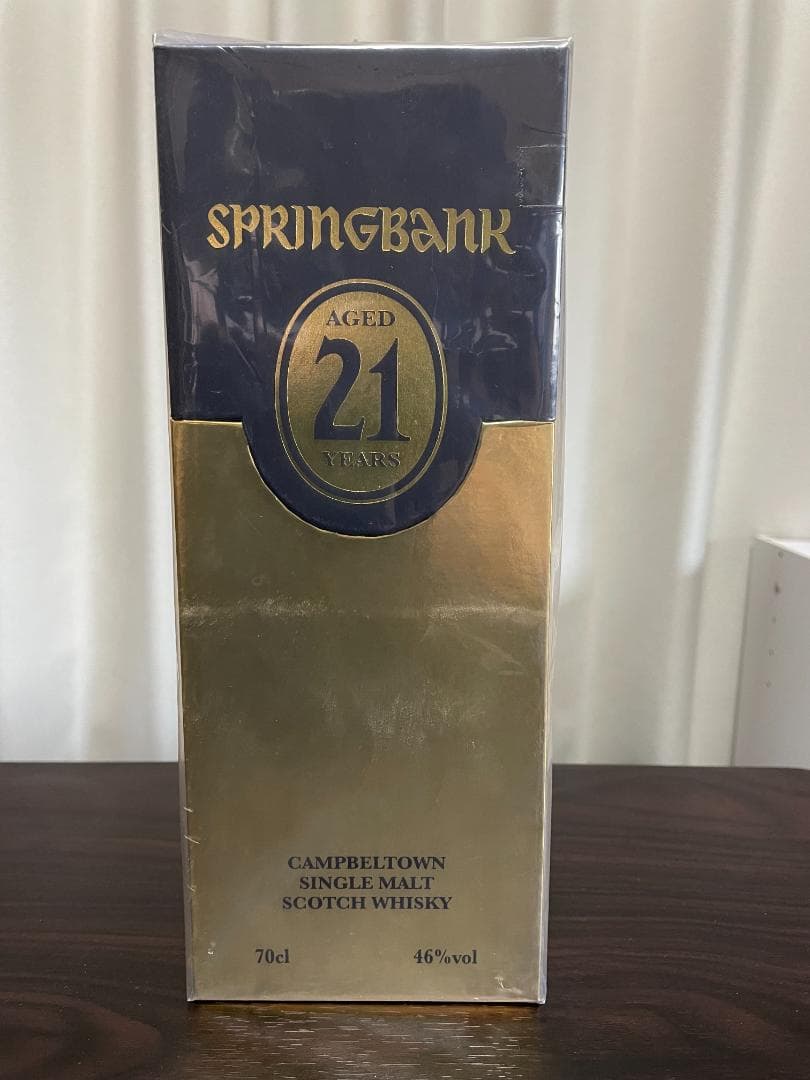 SPRINGBANK
AGED
21
YEARS
CAMPBELTOWN
SINGLE MALT
SCOTCH WHISKY
70cl 46%vol